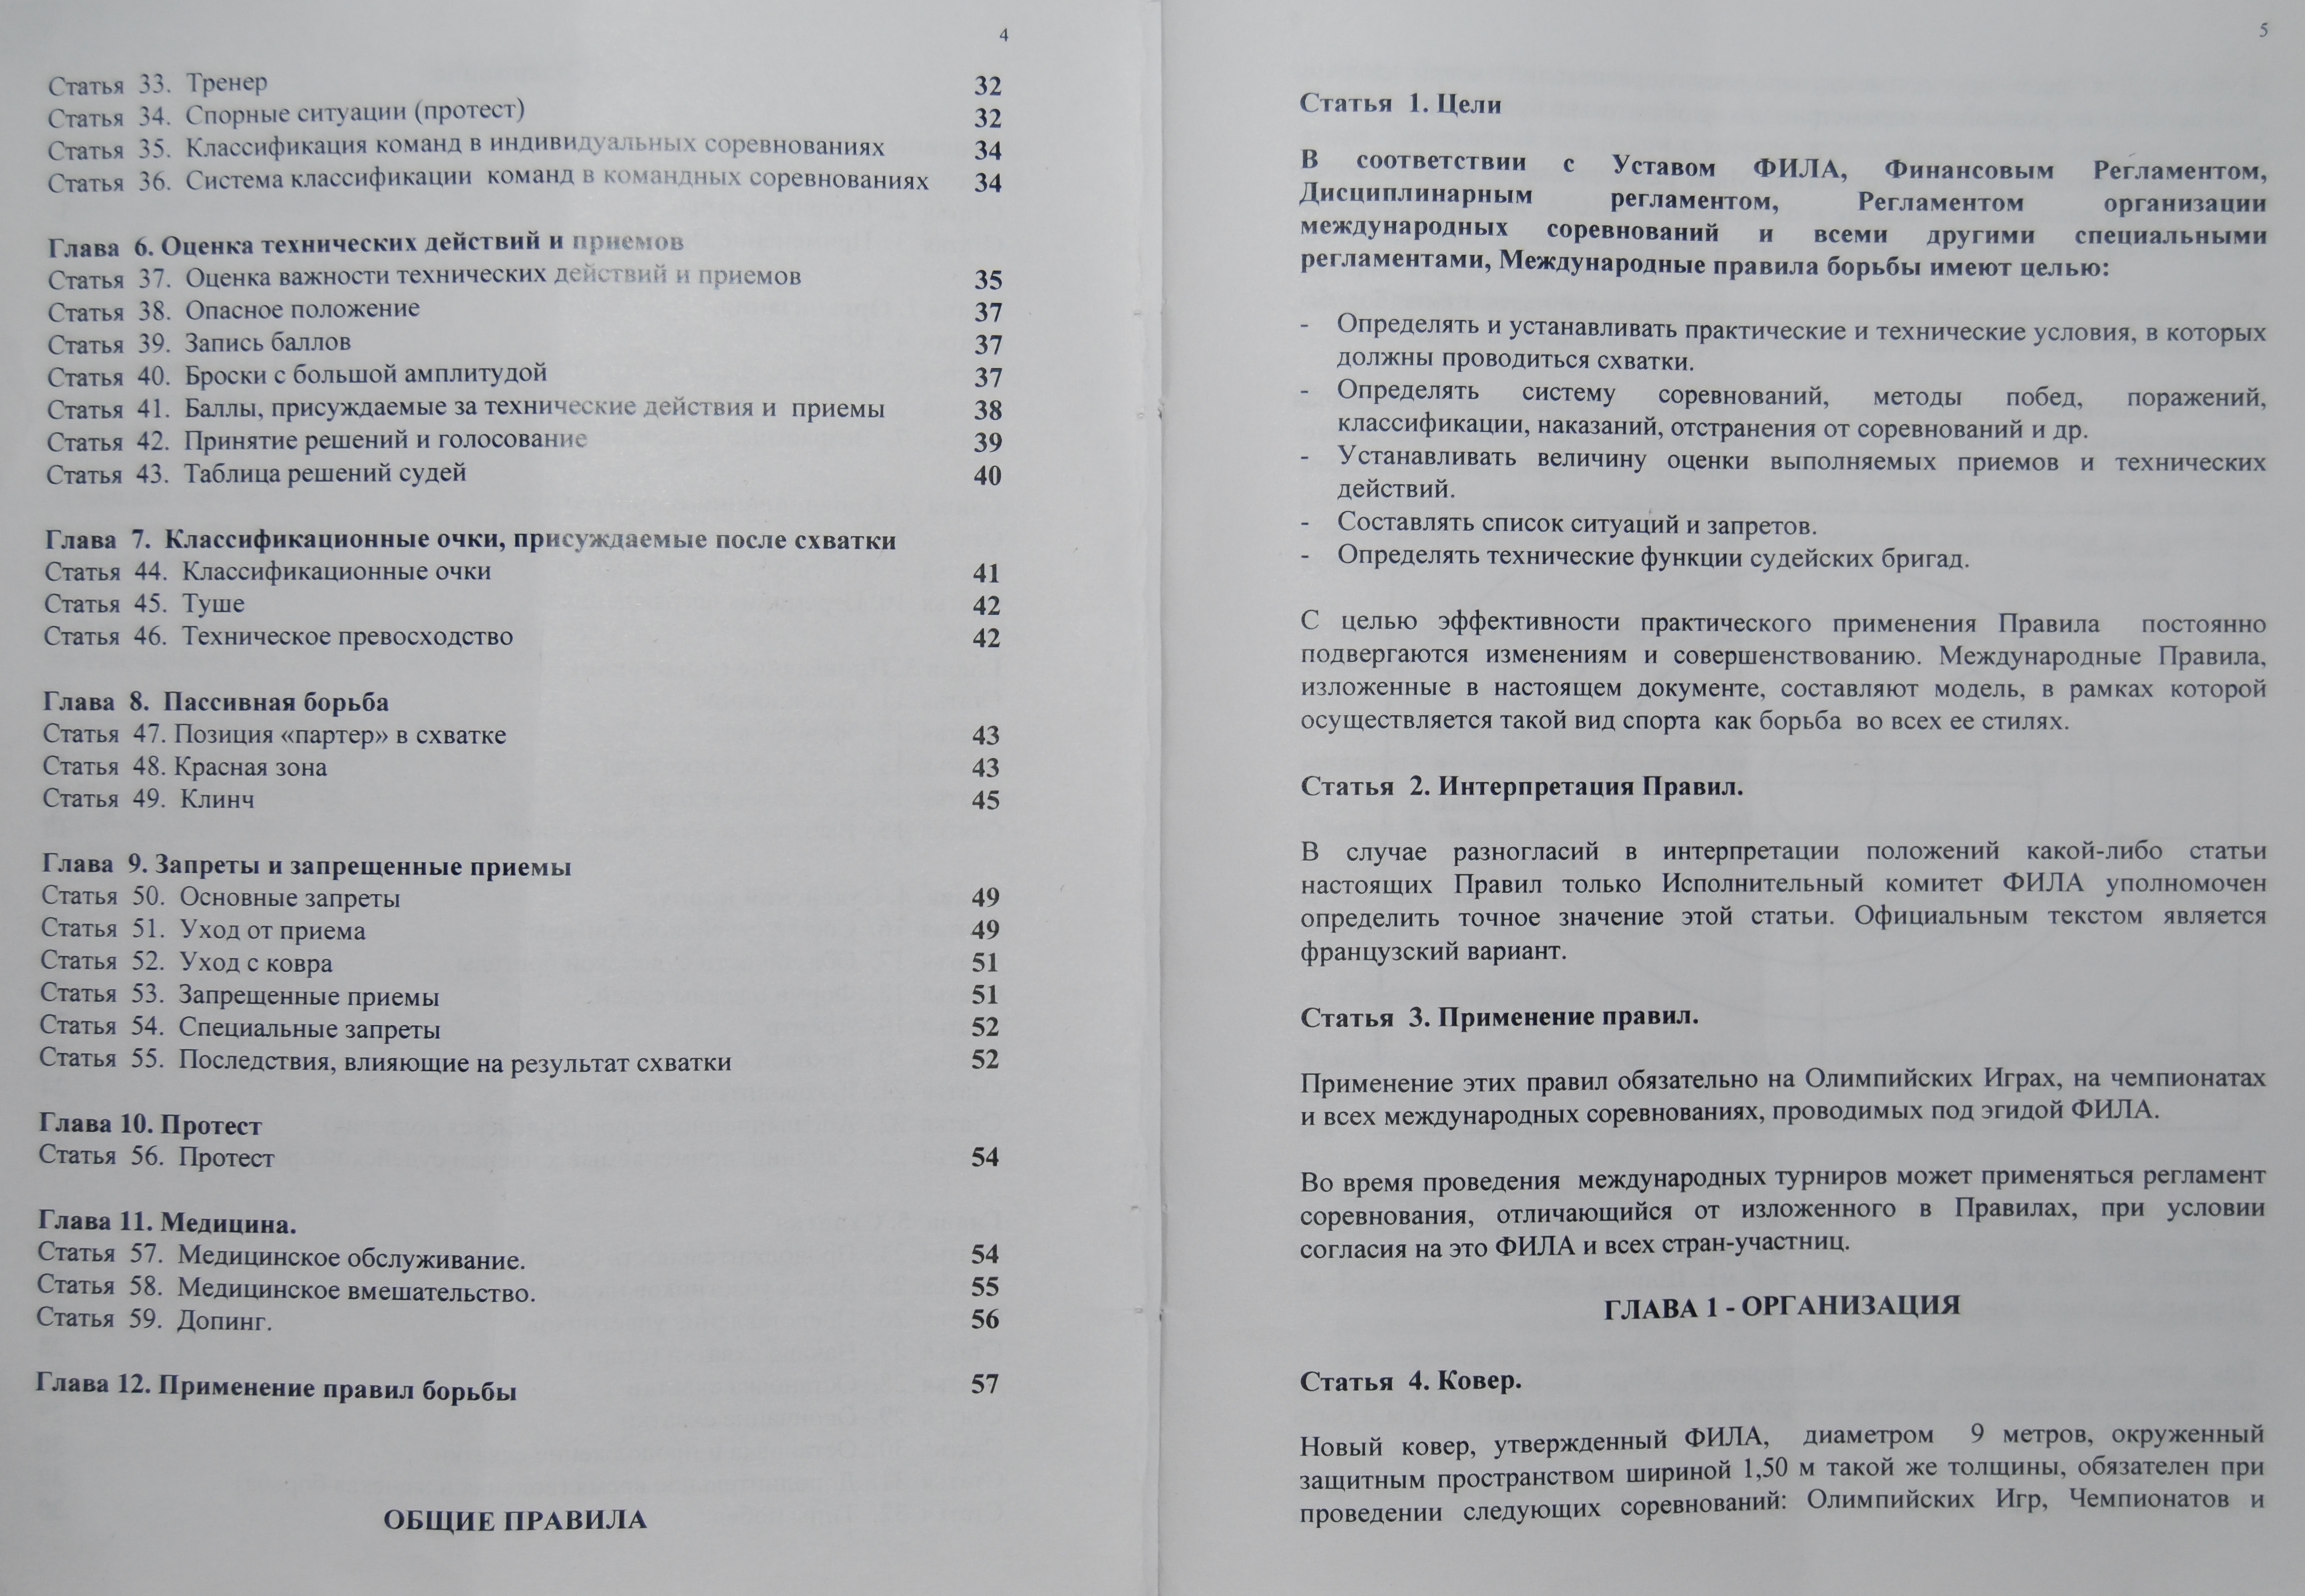 4
Статья 33. Тренер 32
Статья 34. Спорные ситуации (протест) 32
Статья 35. Классификация команд в индивидуальных соревнованиях 34
Статья 36. Система классификации команд в командных соревнованиях 34
Глава 6. Оценка технических действий и приемов
Статья 37. Оценка важности технических действий и приемов 35
Статья 38. Опасное положение 37
Статья 39. Запись баллов 37
Статья 40. Броски с большой амплитудой 37
Статья 41. Баллы, присуждаемые за технические действия и приемы 38
Статья 42. Принятие решений и голосование 39
Статья 43. Таблица решений судей 40
Глава 7. Классификационные очки, присуждаемые после схватки
Статья 44. Классификационные очки 41
Статья 45. Туше 42
Статья 46. Техническое превосходство 42
Глава 8. Пассивная борьба
Статья 47. Позиция «партер» в схватке 43
Статья 48. Красная зона 43
Статья 49. Клинч 45
Глава 9. Запреты и запрещенные приемы
Статья 50. Основные запреты 49
Статья 51. Уход от приема 49
Статья 52. Уход с ковра 51
Статья 53. Запрещенные приемы 51
Статья 54. Специальные запреты 52
Статья 55. Последствия, влияющие на результат схватки 52
Глава 10. Протест
Статья 56. Протест 54
Глава 11. Медицина.
Статья 57. Медицинское обслуживание. 54
Статья 58. Медицинское вмешательство. 55
Статья 59. Допинг. 56
Глава 12. Применение правил борьбы 57
ОБЩИЕ ПРАВИЛА
5
Статья 1. Цели
В соответствии с Уставом ФИЛА, Финансовым Регламентом,
Дисциплинарным регламентом, Регламентом организации
международных соревнований и всеми другими специальными
регламентами, Международные правила борьбы имеют целью:
- Определять и устанавливать практические и технические условия, в которых
должны проводиться схватки.
- Определять систему соревнований, методы побед, поражений,
классификации, наказаний, отстранения от соревнований и др.
- Устанавливать величину оценки выполняемых приемов и технических
действий.
- Составлять список ситуаций и запретов.
- Определять технические функции судейских бригад.
С целью эффективности практического применения Правила постоянно
подвергаются изменениям и совершенствованию. Международные Правила,
изложенные в настоящем документе, составляют модель, в рамках которой
осуществляется такой вид спорта как борьба во всех ее стилях.
Статья 2. Интерпретация Правил.
В случае разногласий в интерпретации положений какой-либо статьи
настоящих Правил только Исполнительный комитет ФИЛА уполномочен
определить точное значение этой статьи. Официальным текстом является
французский вариант.
Статья 3. Применение правил.
Применение этих правил обязательно на Олимпийских Играх, на чемпионатах
и всех международных соревнованиях, проводимых под эгидой ФИЛА.
Во время проведения международных турниров может применяться регламент
соревнования, отличающийся от изложенного в Правилах, при условии
согласия на это ФИЛА и всех стран-участниц.
ГЛАВА 1 - ОРГАНИЗАЦИЯ
Статья 4. Ковер.
Новый ковер, утвержденный ФИЛА, диаметром 9 метров, окруженный
защитным пространством шириной 1,50 м такой же толщины, обязателен при
проведении следующих соревнований: Олимпийских Игр, Чемпионатов и